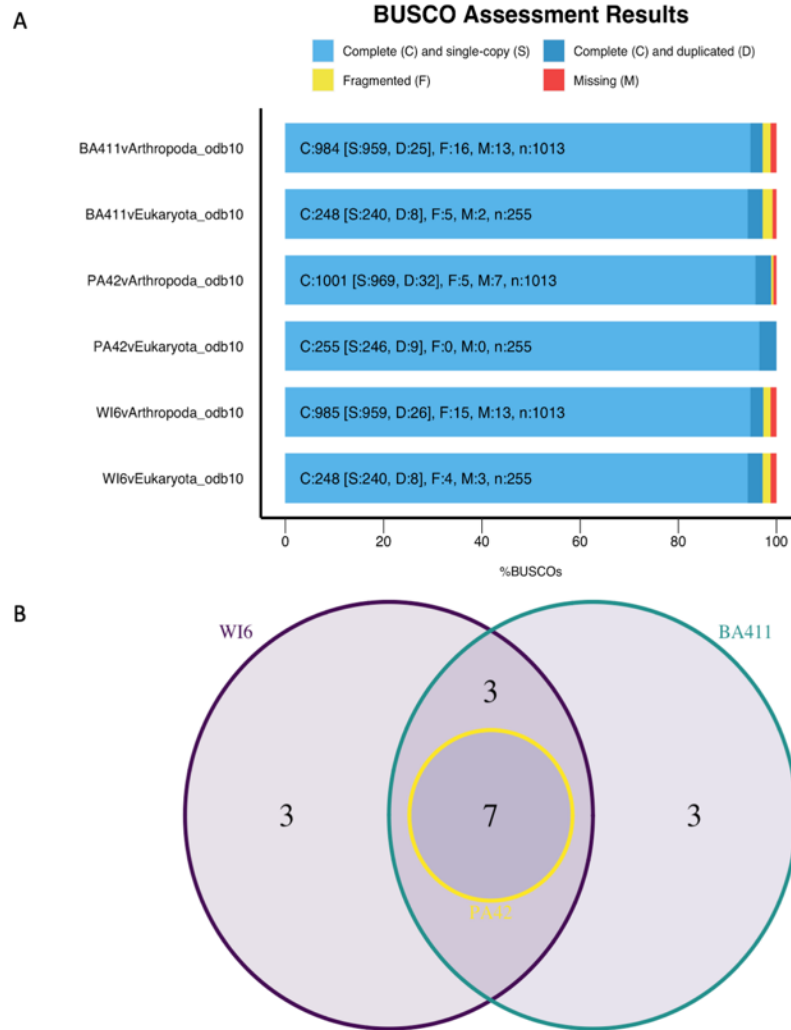 A
BUSCO Assessment Results
Complete (C) and single-copy (S) Complete (C) and duplicated (D)
Fragmented (F) Missing (M)
BA411vArthropoda_odb10 C:984 [S:959, D:25], F:16, M:13, n:1013
BA411vEukaryota_odb10 C:248 [S:240, D:8], F:5, M:2, n:255
PA42vArthropoda_odb10 C:1001 [S:969, D:32], F:5, M:7, n:1013
PA42vEukaryota_odb10 C:255 [S:246, D:9], F:0, M:0, n:255
WI6vArthropoda_odb10 C:985 [S:959, D:26], F:15, M:13, n:1013
WI6vEukaryota_odb10 C:248 [S:240, D:8], F:4, M:3, n:255
0 20 40 60 80 100
%BUSCOs
B
WI6 BA411
3
3 7 3
PA42